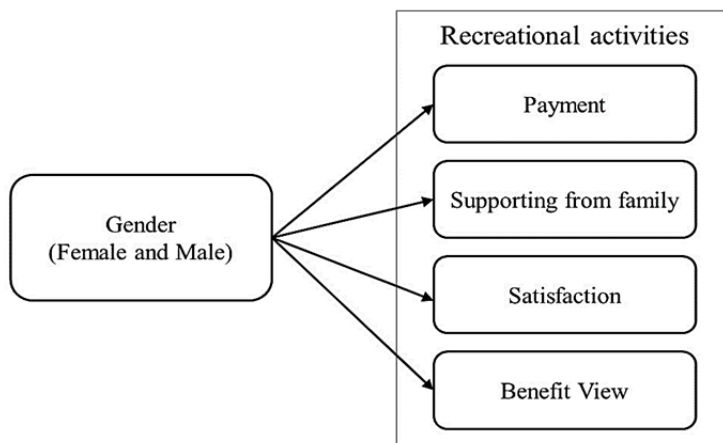 Recreational activities
Payment
Supporting from family
Gender
(Female and Male)
Satisfaction
Benefit View